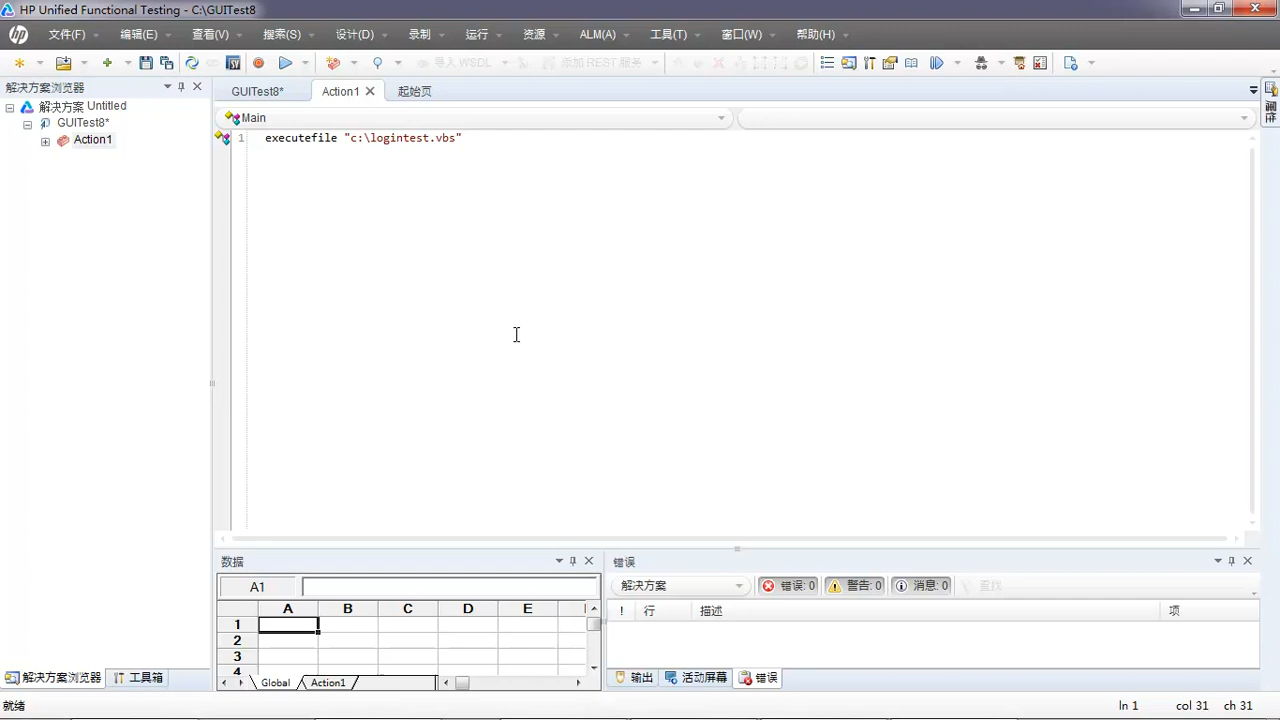 HP Unified Functional Testing - C:\GUITest8
文件(F) 编辑(E) 查看(V) 搜索(S) 设计(D) 录制 运行 资源 ALM(A) 工具(T) 窗口(W) 帮助(H)
导入 WSDL 添加 REST 服务
解决方案浏览器
GUITest8* Action1 起始页
解决方案 Untitled
GUITest8*
Action1
Main
1 executefile "c:\logintest.vbs"
属性
数据
A1
A B C D E
1
2
3
4
Global Action1
错误
解决方案 错误: 0 警告: 0 消息: 0 查找
! 行 描述 项
解决方案浏览器 工具箱
输出 活动屏幕 错误
就绪 ln 1 col 31 ch 31